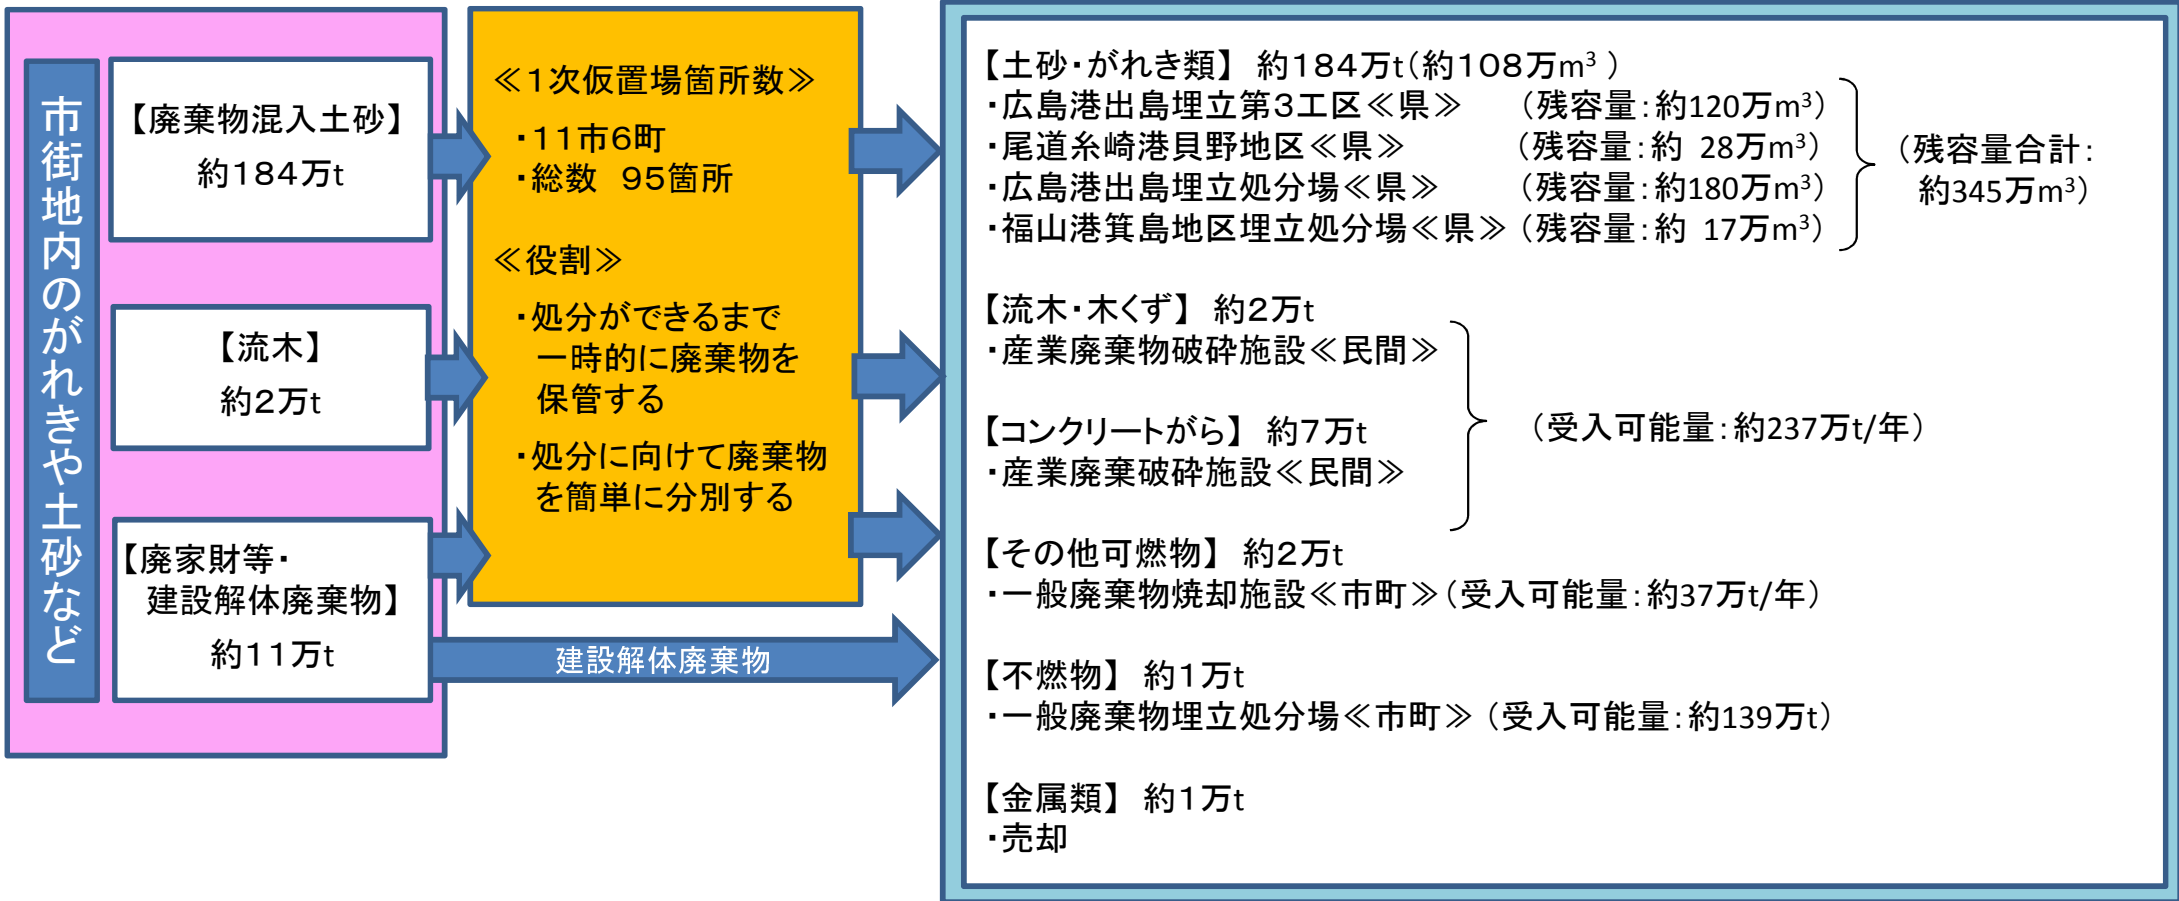 市街地内のがれきや土砂など
【廃棄物混入土砂】
約184万t
【流木】
約2万t
【廃家財等・
建設解体廃棄物】
約11万t
≪1次仮置場箇所数≫
・11市6町
・総数　95箇所
≪役割≫
・処分ができるまで
一時的に廃棄物を
保管する
・処分に向けて廃棄物
を簡単に分別する
建設解体廃棄物
【土砂・がれき類】 約184万t(約108万m³ )
・広島港出島埋立第3工区≪県≫　（残容量：約120万m³）
・尾道糸崎港貝野地区≪県≫　（残容量：約 28万m³）
・広島港出島埋立処分場≪県≫　（残容量：約180万m³）
・福山港箕島地区埋立処分場≪県≫（残容量：約 17万m³）
（残容量合計：
約345万m³）
【流木・木くず】 約2万t
・産業廃棄物破砕施設≪民間≫
【コンクリートがら】 約7万t
・産業廃棄破砕施設≪民間≫
（受入可能量：約237万t/年）
【その他可燃物】 約2万t
・一般廃棄物焼却施設≪市町≫（受入可能量：約37万t/年）
【不燃物】 約1万t
・一般廃棄物埋立処分場≪市町≫（受入可能量：約139万t）
【金属類】 約1万t
・売却